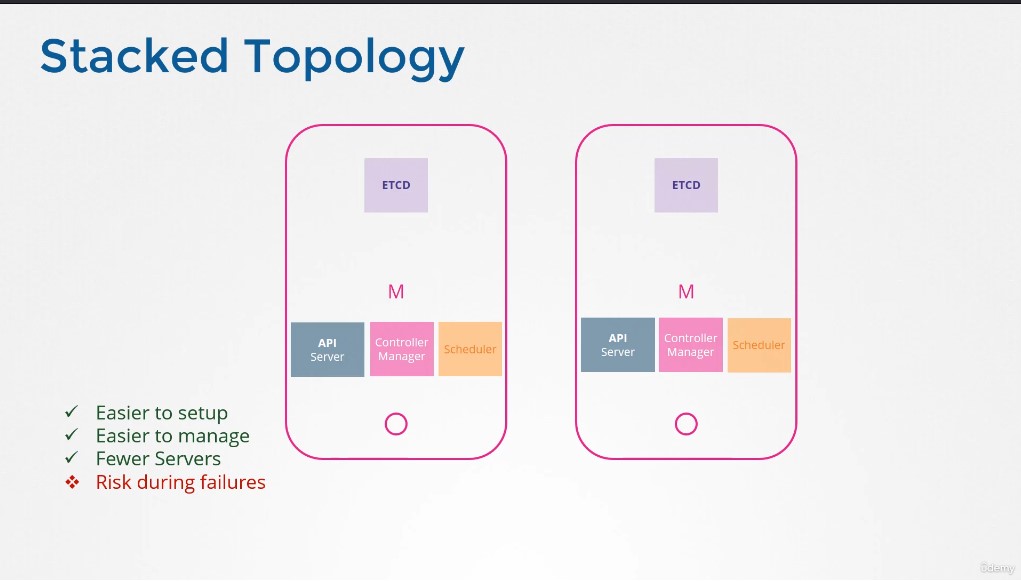 Stacked Topology
ETCD
ETCD
M
M
API
Server
Controller
Manager
Scheduler
API
Server
Controller
Manager
Scheduler
✓ Easier to setup
✓ Easier to manage
✓ Fewer Servers
❖ Risk during failures
ûdemy